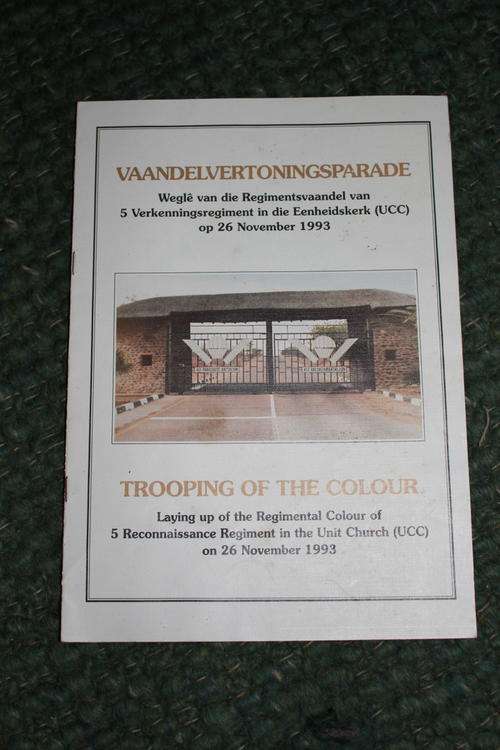 VAANDELVERTONINGSPARADE
Weglê van die Regimentsvaandel van
5 Verkenningsregiment in die Eenheidskerk (UCC)
op 26 November 1993
TROOPING OF THE COLOUR
Laying up of the Regimental Colour of
5 Reconnaissance Regiment in the Unit Church (UCC)
on 26 November 1993